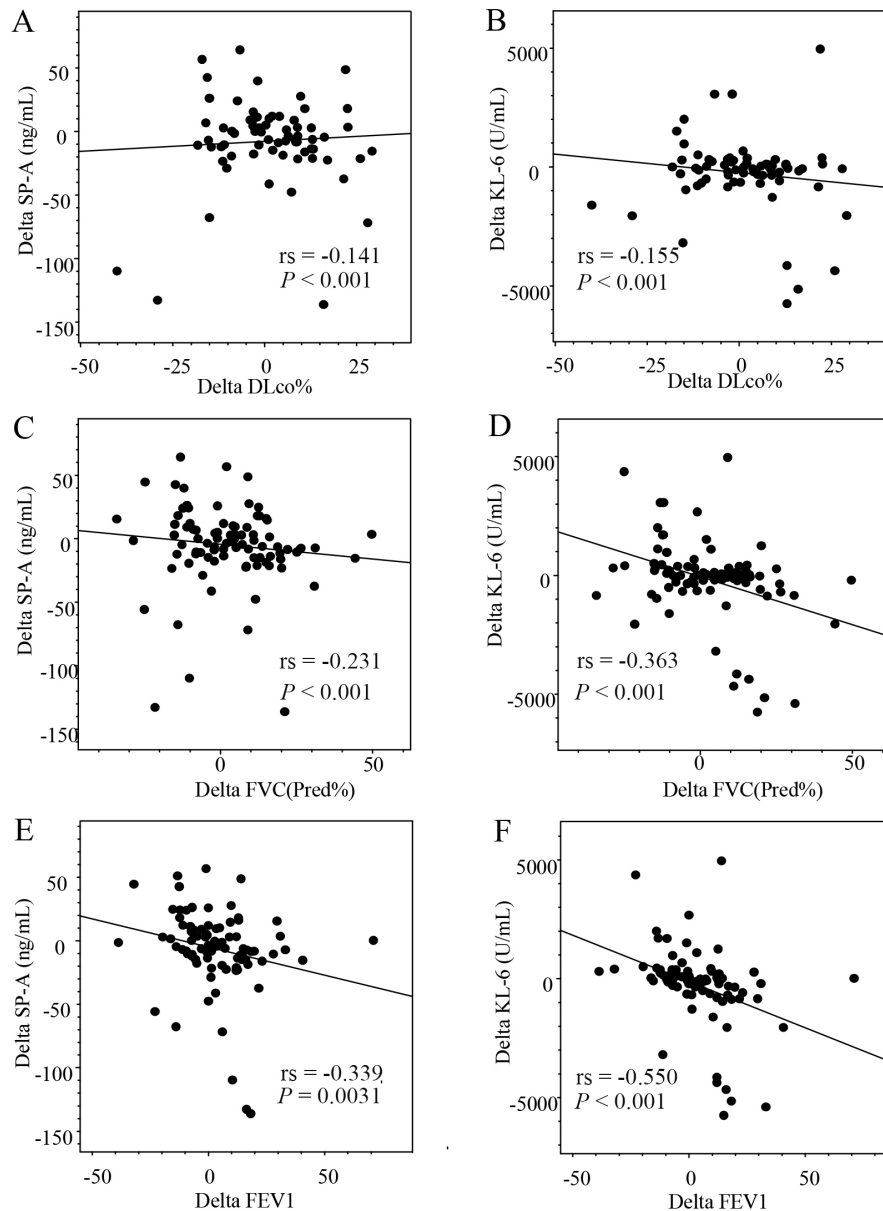 A
Delta SP-A (ng/mL)
50
0
-50
-100
-150
rs = -0.141
P < 0.001
-50
-25
0
25
Delta DLco%
B
Delta KL-6 (U/mL)
5000
0
-5000
rs = -0.155
P < 0.001
-50
-25
0
25
Delta DLco%
C
Delta SP-A (ng/mL)
50
0
-50
-100
-150
rs = -0.231
P < 0.001
0
50
Delta FVC(Pred%)
D
Delta KL-6 (U/mL)
5000
0
-5000
rs = -0.363
P < 0.001
0
50
Delta FVC(Pred%)
E
Delta SP-A (ng/mL)
50
0
-50
-100
-150
rs = -0.339
P = 0.0031
-50
0
50
Delta FEV1
F
Delta KL-6 (U/mL)
5000
0
-5000
rs = -0.550
P < 0.001
-50
0
50
Delta FEV1